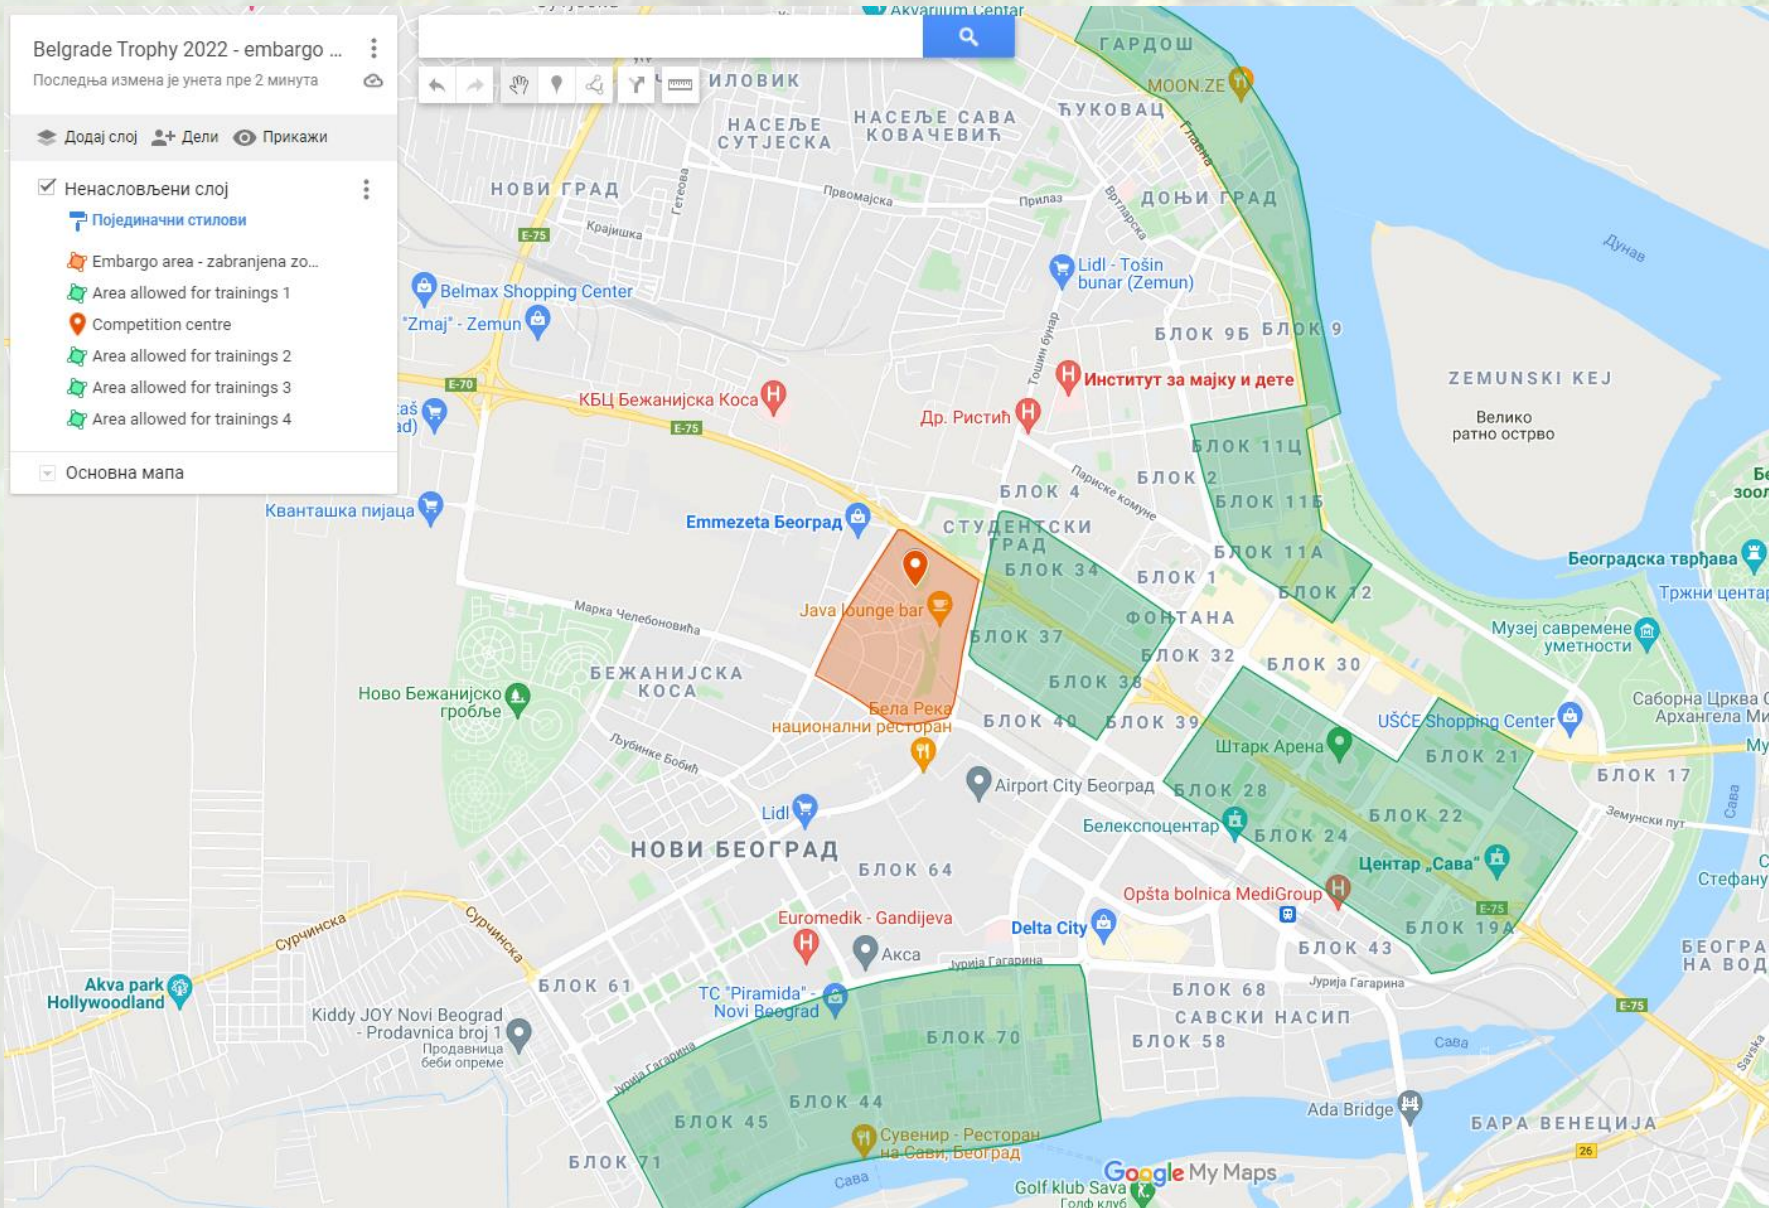 Belgrade Trophy 2022 - embargo ...
Последња измена је унета пре 2 минута
Додај слој
Дели
Прикажи
Ненасловљени слој
Појединачни стилови
Embargo area - zabranjena zo...
Area allowed for trainings 1
Competition centre
Area allowed for trainings 2
Area allowed for trainings 3
Area allowed for trainings 4
Основна мапа
Akvarijum Centar
ГАРДОШ
MOON.ZE
ИЛОВИК
НАСЕЉЕ
СУТЈЕСКА
НАСЕЉЕ САВА
КОВАЧЕВИЋ
ЋУКОВАЦ
Главна
НОВИ ГРАД
Гетеова
Првомајска
Прилаз
Вртларска
ДОЊИ ГРАД
Крајишка
E-75
Дунав
Lidl - Tošin
bunar (Zemun)
Belmax Shopping Center
"Zmaj" - Zemun
Тошин бунар
БЛОК 9Б
БЛОК 9
E-70
КБЦ Бежанијска Коса
Институт за мајку и дете
ZEMUNSKI KEJ
Велико
ратно острво
E-75
Др. Ристић
БЛОК 11Ц
Париске комуне
БЛОК 2
БЛОК 4
БЛОК 11Б
Кванташка пијаца
Emmezeta Београд
СТУДЕНТСКИ
ГРАД
БЛОК 11А
Београдска тврђава
БЛОК 34
БЛОК 1
БЛОК 12
Тржни центар
Марка Челебоновића
Java lounge bar
ФОНТАНА
БЛОК 37
Музеј савремене
уметности
БЛОК 32
БЛОК 30
БЕЖАНИЈСКА
КОСА
БЛОК 38
Ново Бежанијско
гробље
Бела Река
национални ресторан
БЛОК 40
БЛОК 39
UŠĆE Shopping Center
Саборна Црква
Љубинке Бобић
Штарк Арена
БЛОК 21
БЛОК 17
Airport City Београд
БЛОК 28
Сава
Lidl
Белекспоцентар
БЛОК 24
БЛОК 22
Земунски пут
НОВИ БЕОГРАД
БЛОК 64
Центар „Сава“
Opšta bolnica MediGroup
E-75
Сурчинска
Сурчинска
Euromedik - Gandijeva
Delta City
БЛОК 19А
Акса
БЛОК 43
Јурија Гагарина
Akva park
Hollywoodland
БЛОК 61
TC "Piramida" -
Novi Beograd
БЛОК 68
Јурија Гагарина
САВСКИ НАСИП
E-75
Kiddy JOY Novi Beograd
- Prodavnica broj 1
Продавница
беби опреме
БЛОК 70
БЛОК 58
Сава
Savska
Јурија Гагарина
БЛОК 44
БЛОК 45
Ada Bridge
БАРА ВЕНЕЦИЈА
Сувенир - Ресторан
на Сави, Београд
26
БЛОК 71
Сава
Google My Maps
Golf klub Sava
Голф клуб